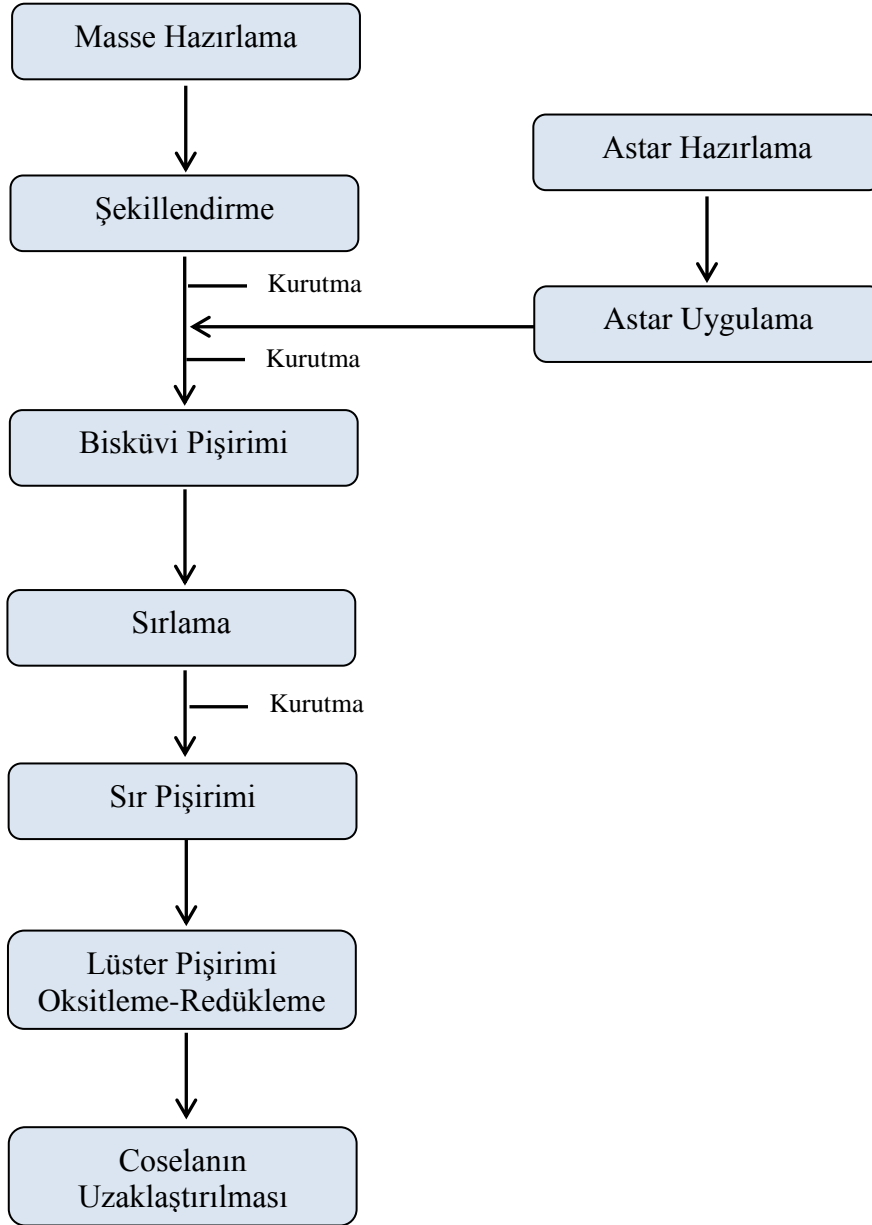 Masse Hazırlama
Astar Hazırlama
Şekillendirme
Kurutma
Astar Uygulama
Kurutma
Bisküvi Pişirimi
Sırlama
Kurutma
Sır Pişirimi
Lüster Pişirimi
Oksitleme-Redükleme
Coselanın
Uzaklaştırılması